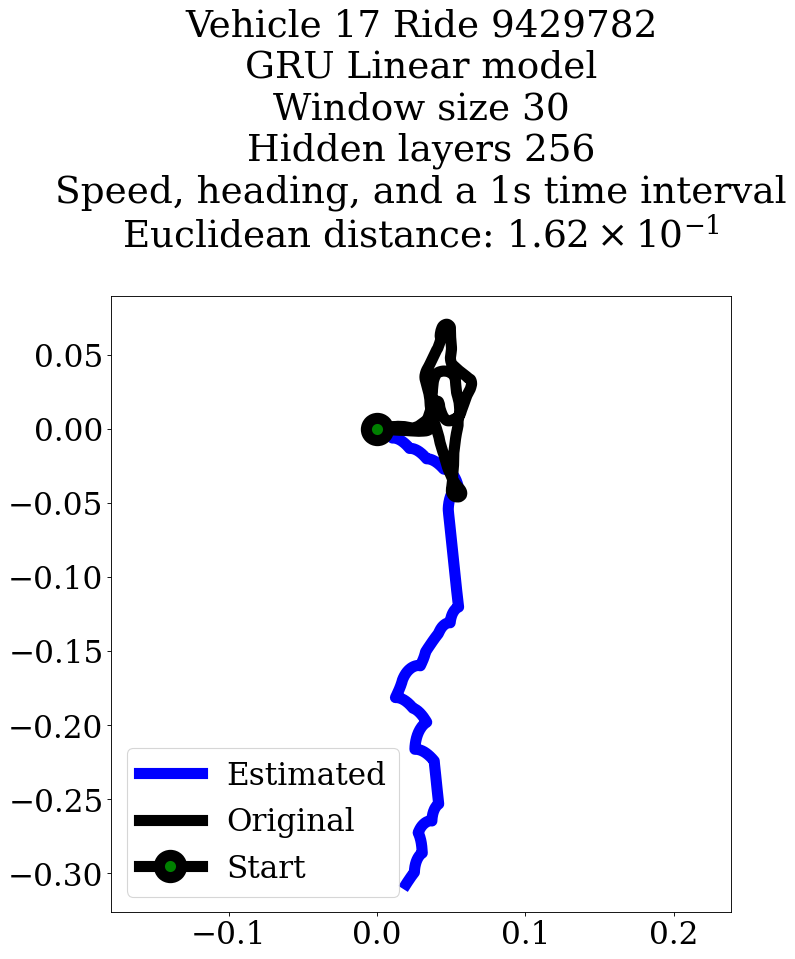 Vehicle 17 Ride 9429782
GRU Linear model
Window size 30
Hidden layers 256
Speed, heading, and a 1s time interval
Euclidean distance: 1.62 × 10⁻¹
0.05
0.00
−0.05
−0.10
−0.15
−0.20
−0.25
−0.30
Estimated
Original
Start
−0.1 0.0 0.1 0.2